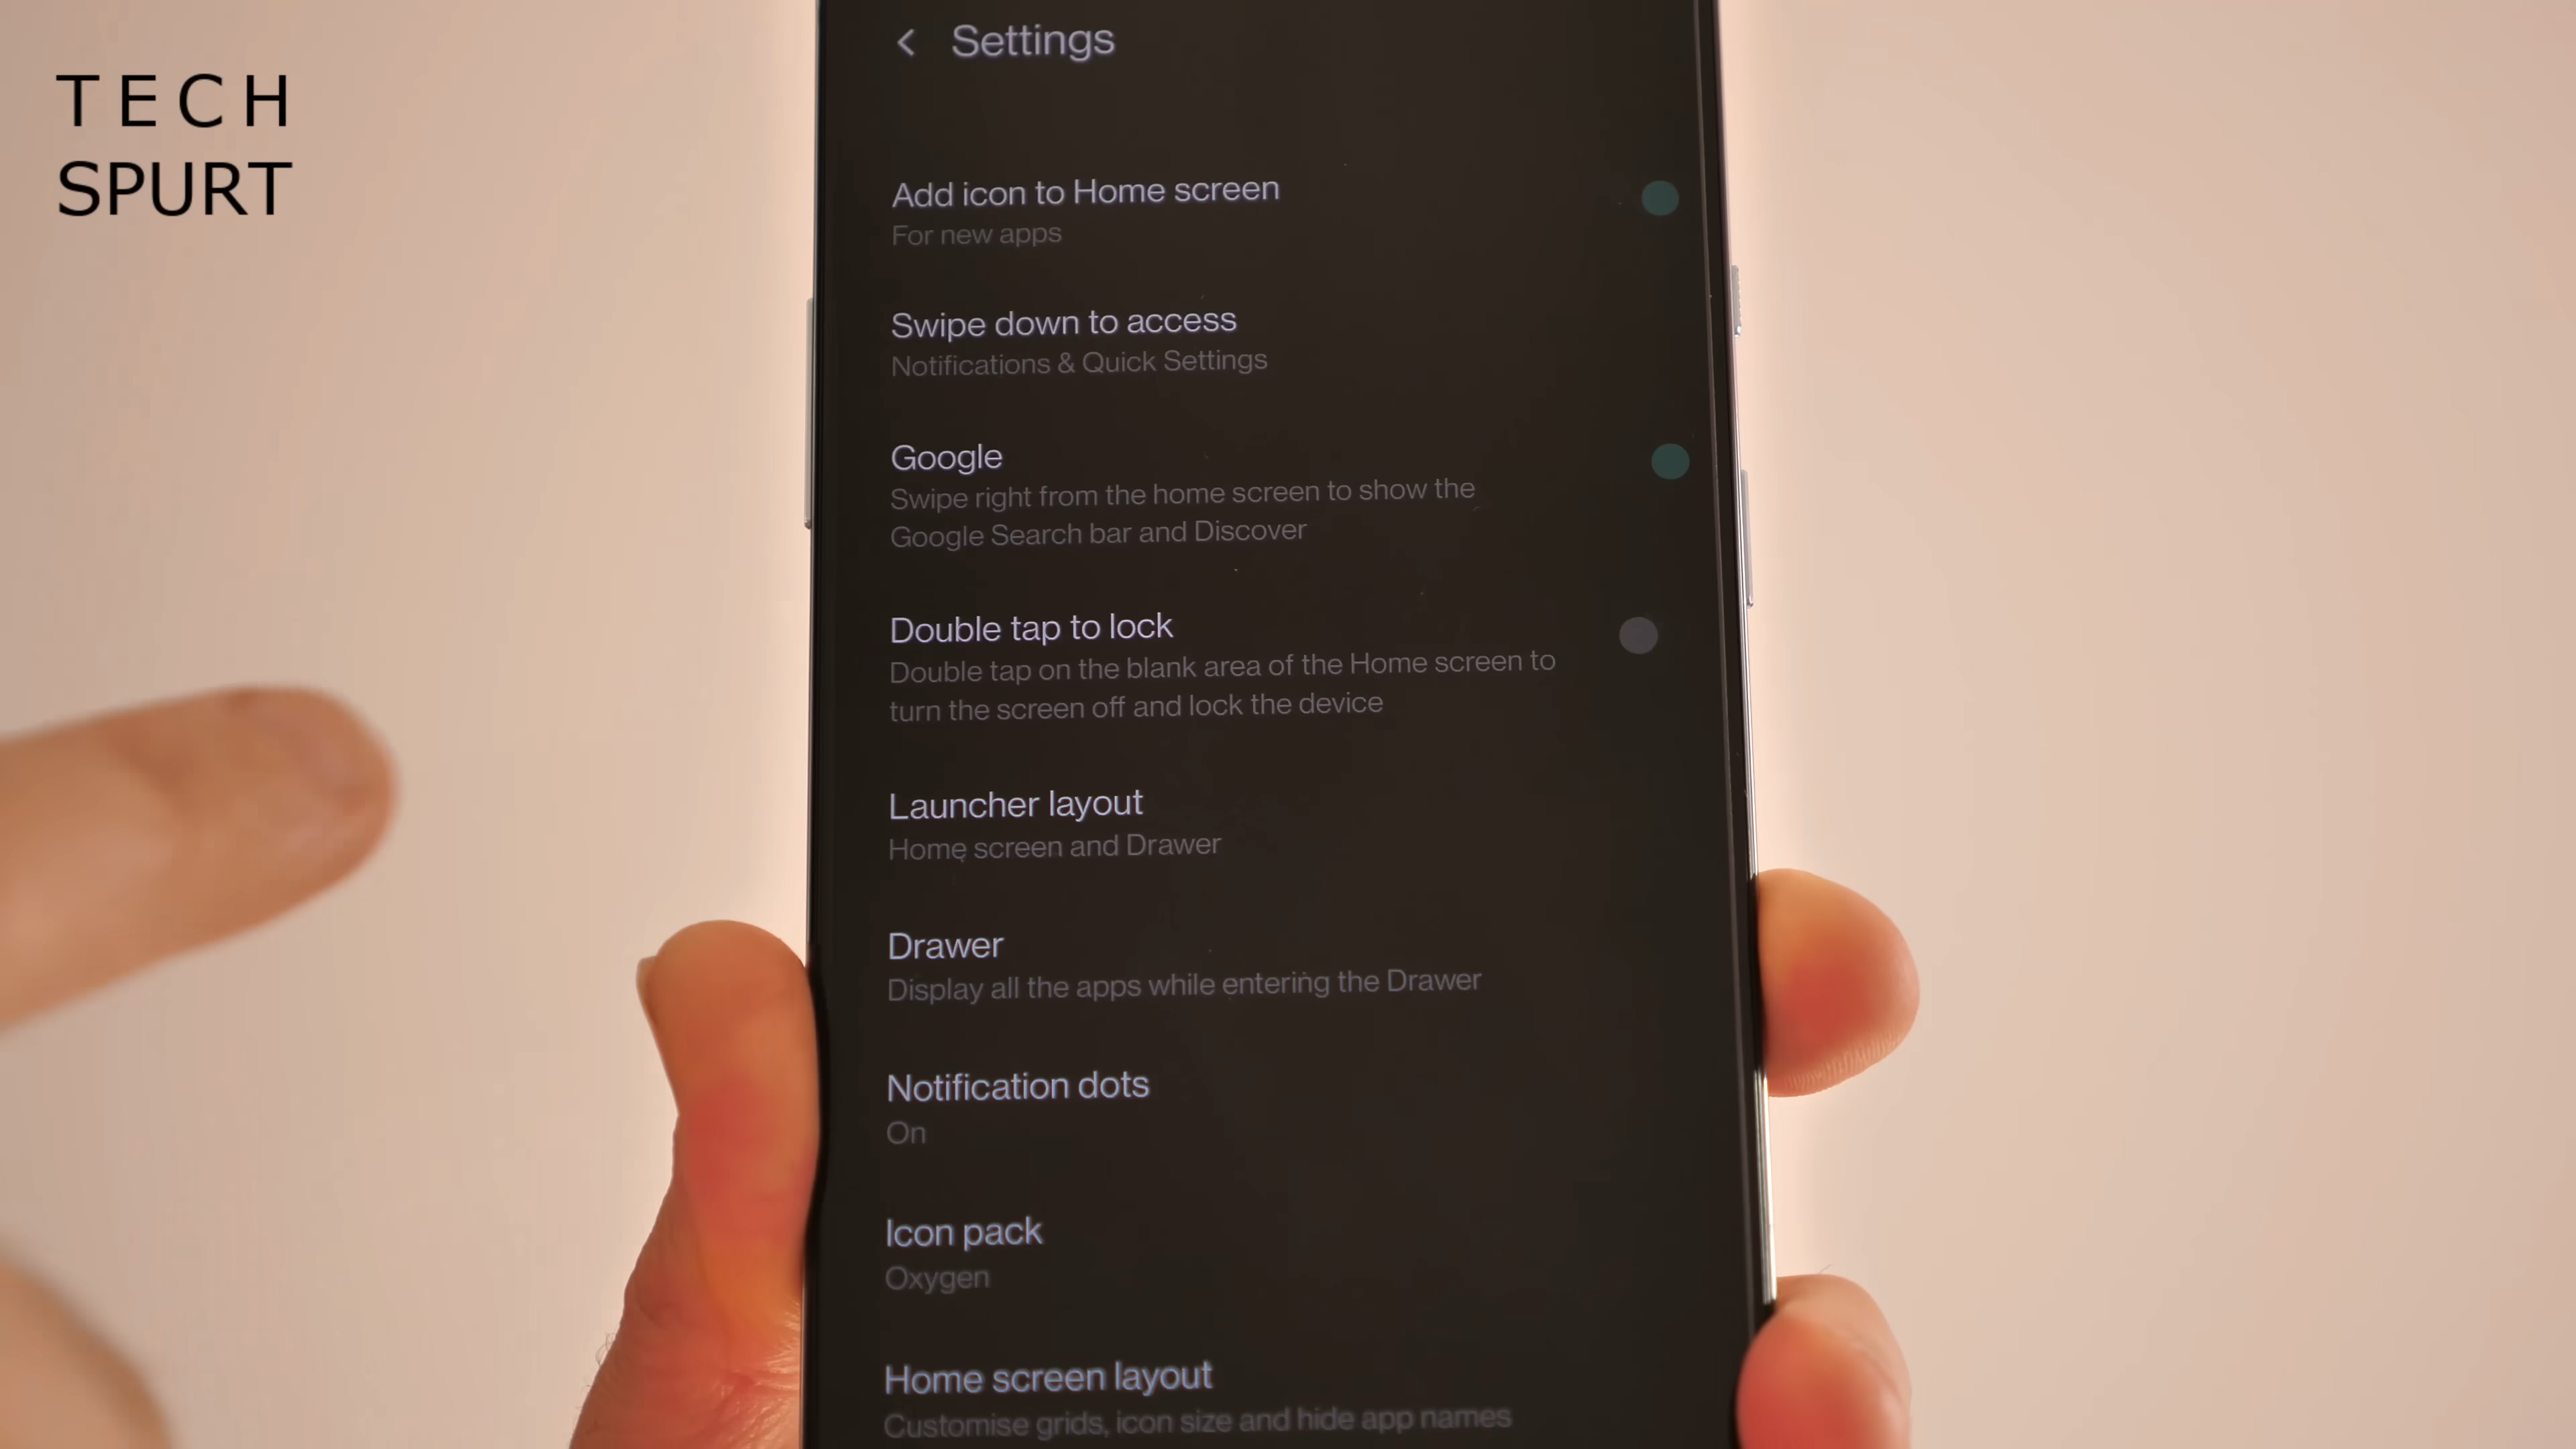 TECH
SPURT
Settings
Add icon to Home screen
For new apps
Swipe down to access
Notifications & Quick Settings
Google
Swipe right from the home screen to show the
Google Search bar and Discover
Double tap to lock
Double tap on the blank area of the Home screen to
turn the screen off and lock the device
Launcher layout
Home screen and Drawer
Drawer
Display all the apps while entering the Drawer
Notification dots
On
Icon pack
Oxygen
Home screen layout
Customise grids, icon size and hide app names